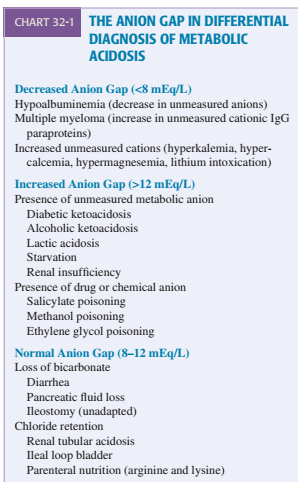 CHART 32-1
THE ANION GAP IN DIFFERENTIAL
DIAGNOSIS OF METABOLIC
ACIDOSIS
Decreased Anion Gap (<8 mEq/L)
Hypoalbuminemia (decrease in unmeasured anions)
Multiple myeloma (increase in unmeasured cationic IgG
paraproteins)
Increased unmeasured cations (hyperkalemia, hyper-
calcemia, hypermagnesemia, lithium intoxication)
Increased Anion Gap (>12 mEq/L)
Presence of unmeasured metabolic anion
Diabetic ketoacidosis
Alcoholic ketoacidosis
Lactic acidosis
Starvation
Renal insufficiency
Presence of drug or chemical anion
Salicylate poisoning
Methanol poisoning
Ethylene glycol poisoning
Normal Anion Gap (8–12 mEq/L)
Loss of bicarbonate
Diarrhea
Pancreatic fluid loss
Ileostomy (unadapted)
Chloride retention
Renal tubular acidosis
Ileal loop bladder
Parenteral nutrition (arginine and lysine)